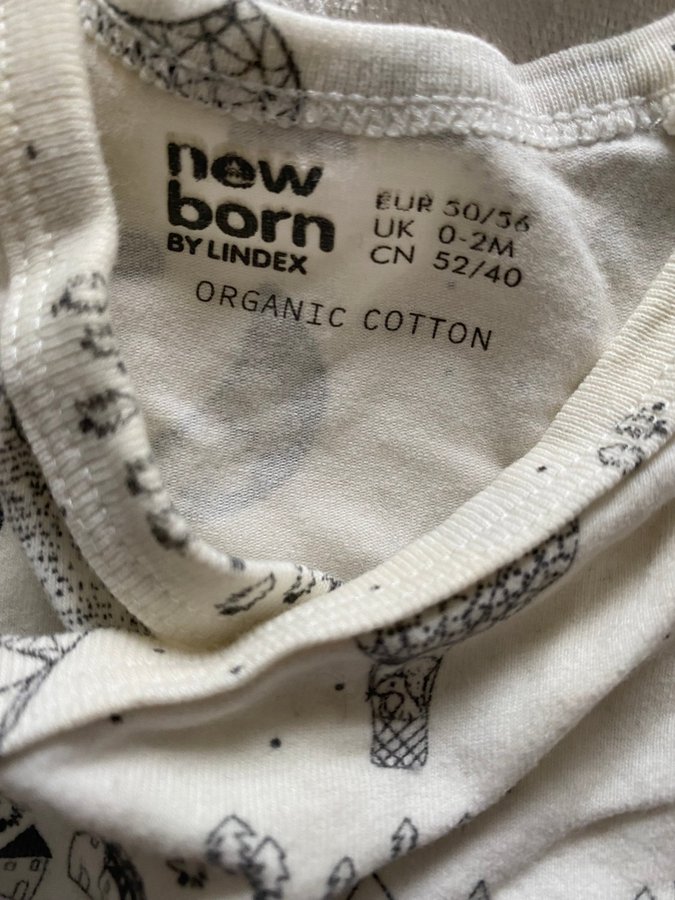 new
born
BY LINDEX
EUR 50/56
UK 0-2M
CN 52/40
ORGANIC COTTON